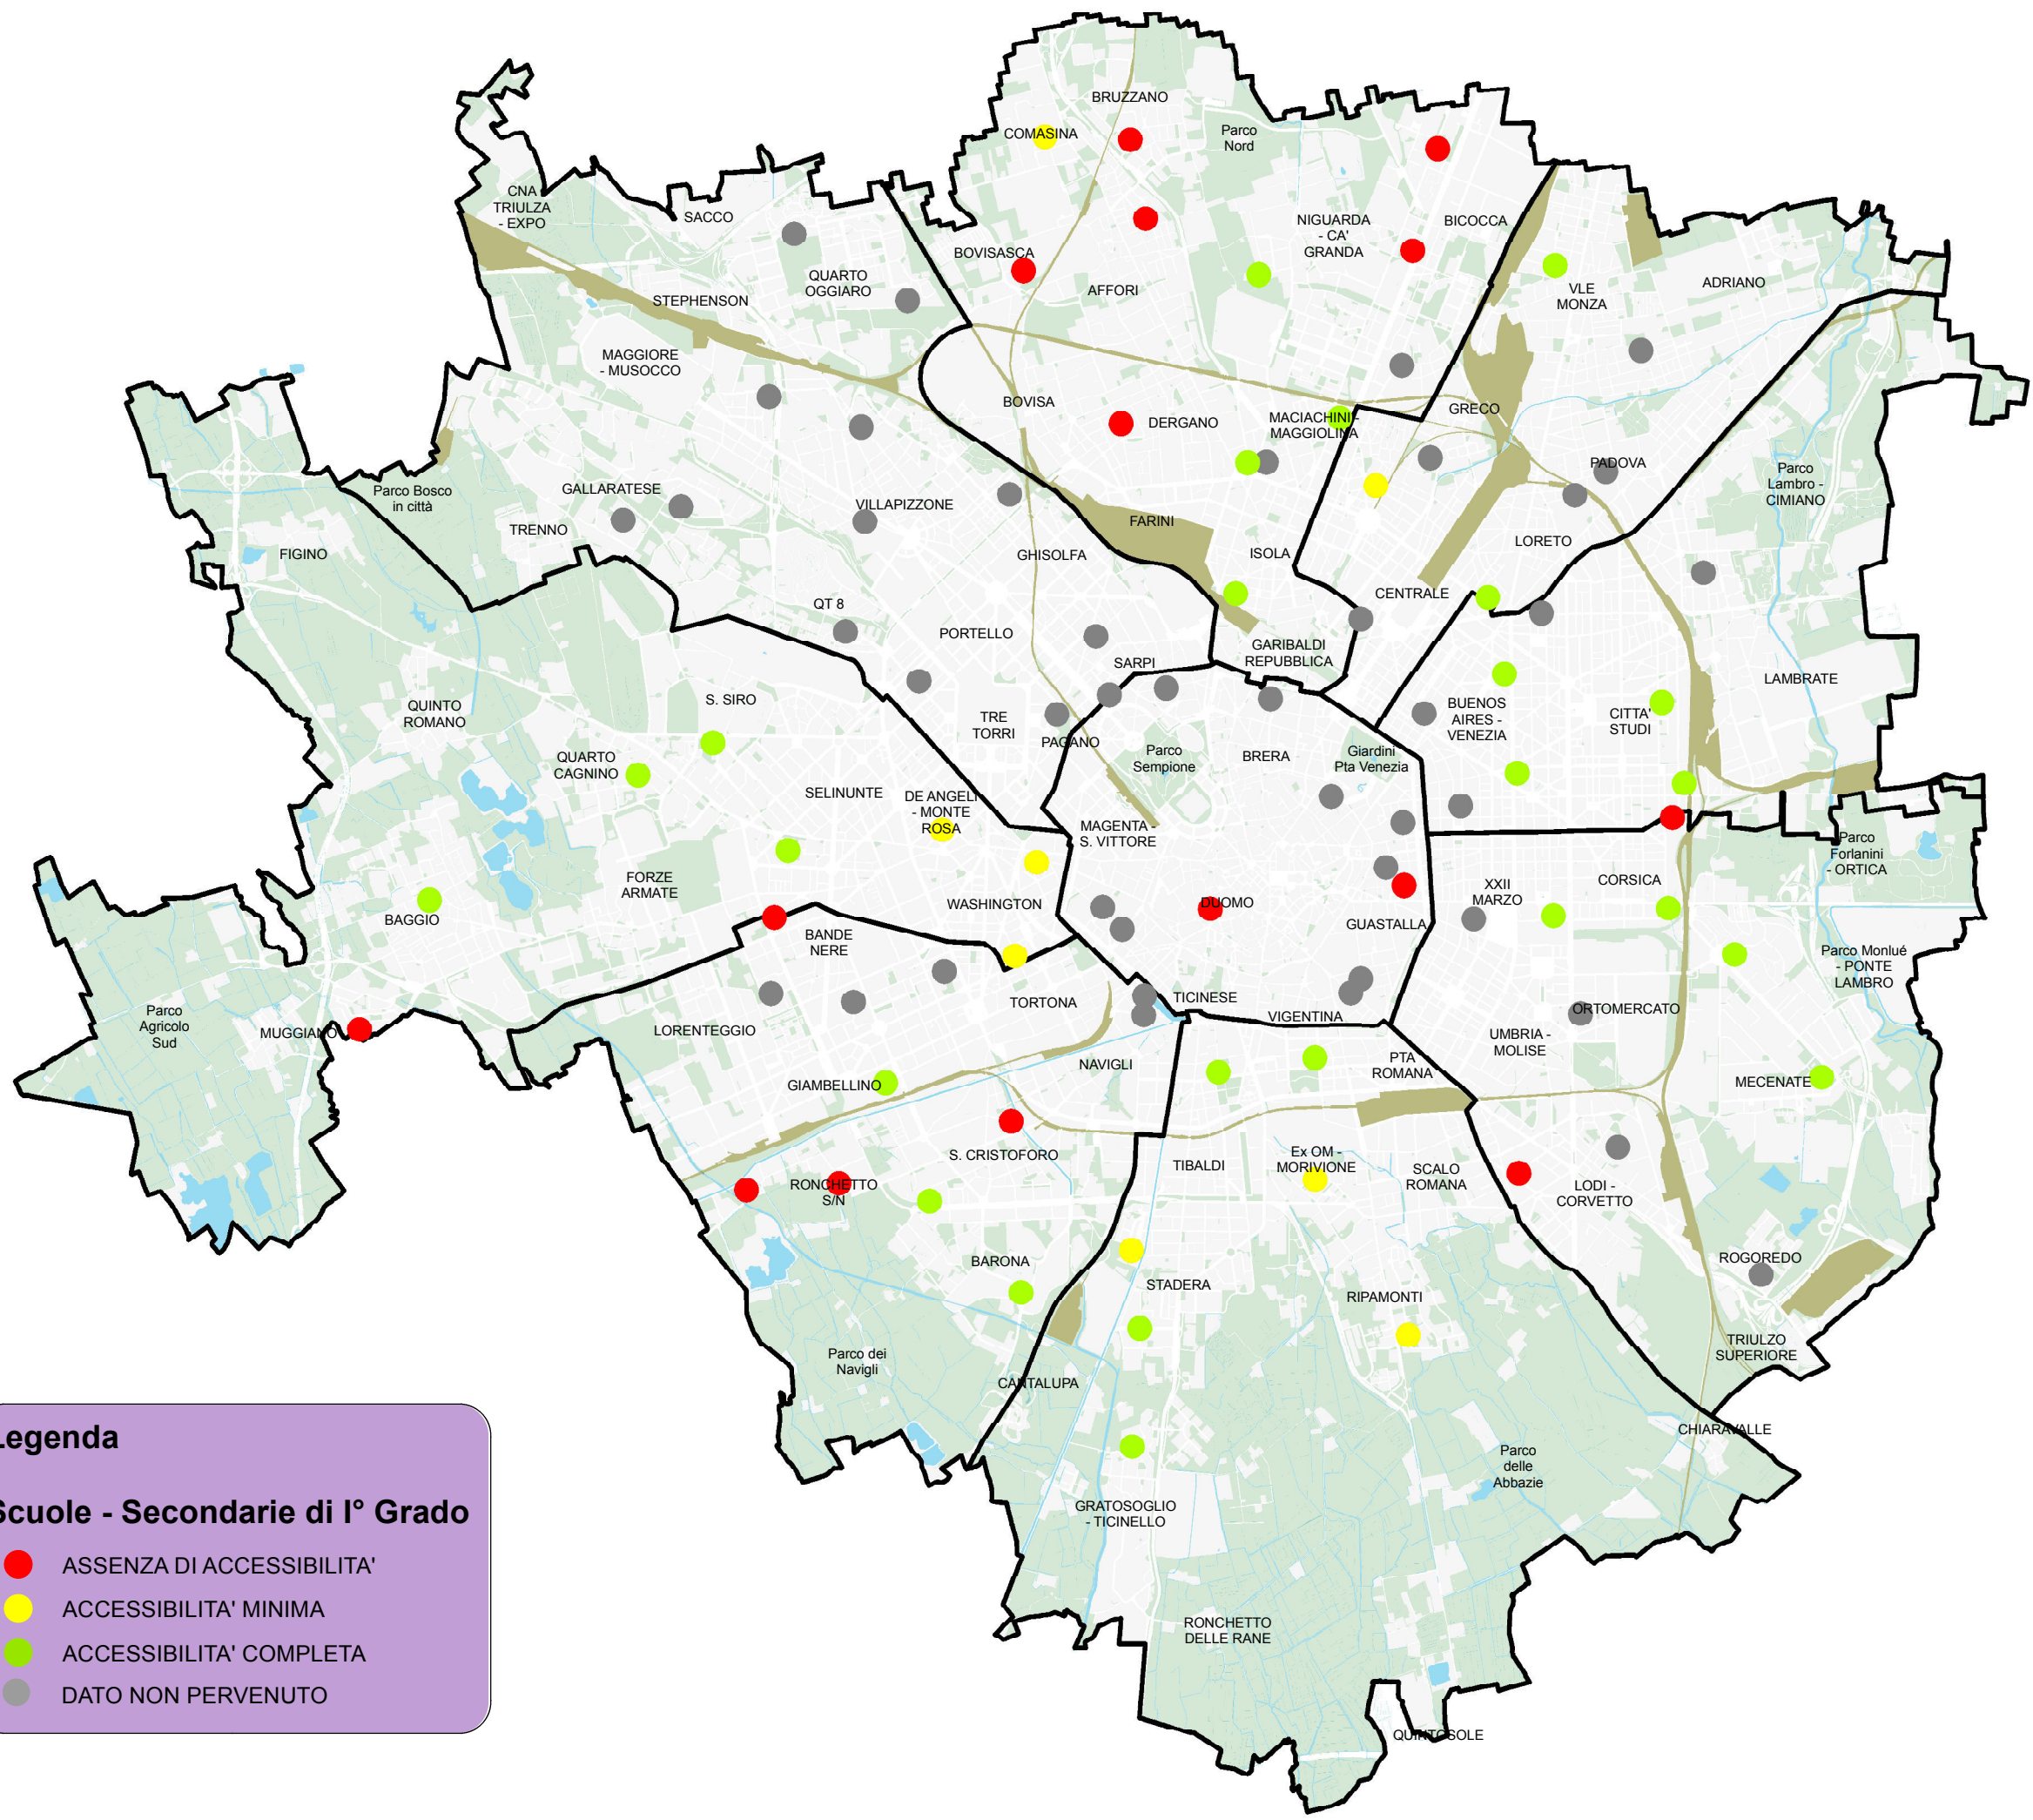 BRUZZANO
COMASINA
Parco
Nord
CNA
TRIULZA
- EXPO
SACCO
NIGUARDA
- CA'
GRANDA
BICOCCA
BOVISASCA
QUARTO
OGGIARO
AFFORI
STEPHENSON
VLE
MONZA
ADRIANO
MAGGIORE
- MUSOCCO
BOVISA
DERGANO
MACIACHINI -
MAGGIOLINA
GRECO
PADOVA
Parco
Lambro -
CIMIANO
Parco Bosco
in città
GALLARATESE
TRENNO
VILLAPIZZONE
FARINI
FIGINO
GHISOLFA
ISOLA
LORETO
CENTRALE
QT 8
PORTELLO
SARPI
GARIBALDI
REPUBBLICA
LAMBRATE
QUINTO
ROMANO
S. SIRO
TRE
TORRI
PAGANO
BUENOS
AIRES -
VENEZIA
CITTA'
STUDI
Parco
Sempione
BRERA
Giardini
Pta Venezia
QUARTO
CAGNINO
SELINUNTE
DE ANGELI
- MONTE
ROSA
MAGENTA -
S. VITTORE
Parco
Forlanini
- ORTICA
FORZE
ARMATE
WASHINGTON
DUOMO
GUASTALLA
XXII
MARZO
CORSICA
BAGGIO
BANDE
NERE
Parco Monlué
- PONTE
LAMBRO
TORTONA
TICINESE
VIGENTINA
ORTOMERCATO
Parco
Agricolo
Sud
MUGGIANO
LORENTEGGIO
UMBRIA -
MOLISE
NAVIGLI
PTA
ROMANA
GIAMBELLINO
MECENATE
S. CRISTOFORO
TIBALDI
Ex OM -
MORIVIONE
SCALO
ROMANA
RONCHETTO
S/N
LODI -
CORVETTO
BARONA
STADERA
RIPAMONTI
ROGOREDO
Parco dei
Navigli
TRIULZO
SUPERIORE
CANTALUPA
CHIARAVALLE
Parco
delle
Abbazie
GRATOSOGLIO
- TICINELLO
RONCHETTO
DELLE RANE
QUINTOSOLE
Legenda
Scuole - Secondarie di I° Grado
ASSENZA DI ACCESSIBILITA'
ACCESSIBILITA' MINIMA
ACCESSIBILITA' COMPLETA
DATO NON PERVENUTO